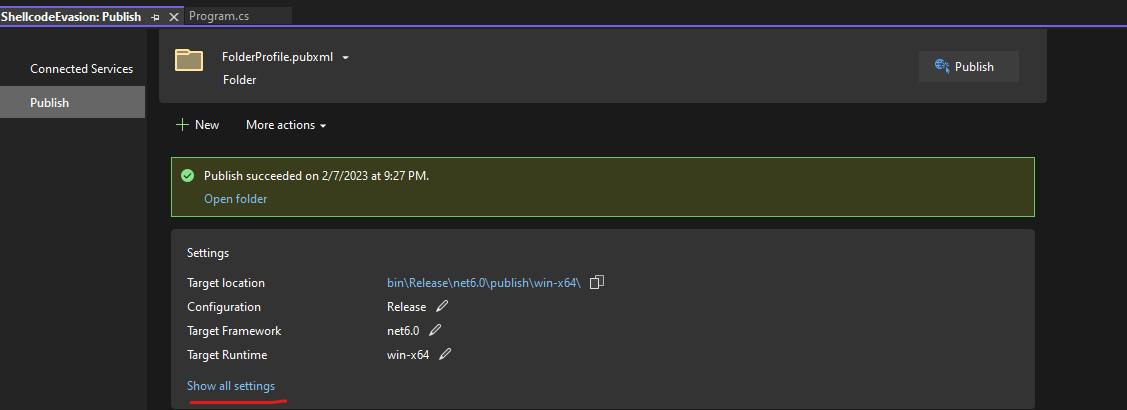 ShellcodeEvasion: Publish
Program.cs
Connected Services
Publish
FolderProfile.pubxml
Folder
Publish
New
More actions
Publish succeeded on 2/7/2023 at 9:27 PM.
Open folder
Settings
Target location bin\Release\net6.0\publish\win-x64\
Configuration Release
Target Framework net6.0
Target Runtime win-x64
Show all settings